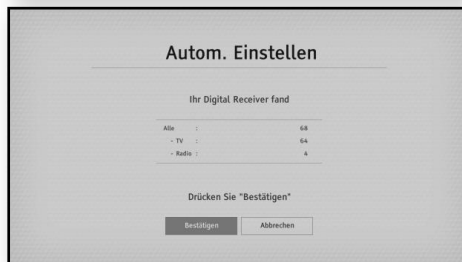 Autom. Einstellen
Ihr Digital Receiver fand
Alle : 68
- TV : 64
- Radio : 4
Drücken Sie "Bestätigen"
Bestätigen Abbrechen